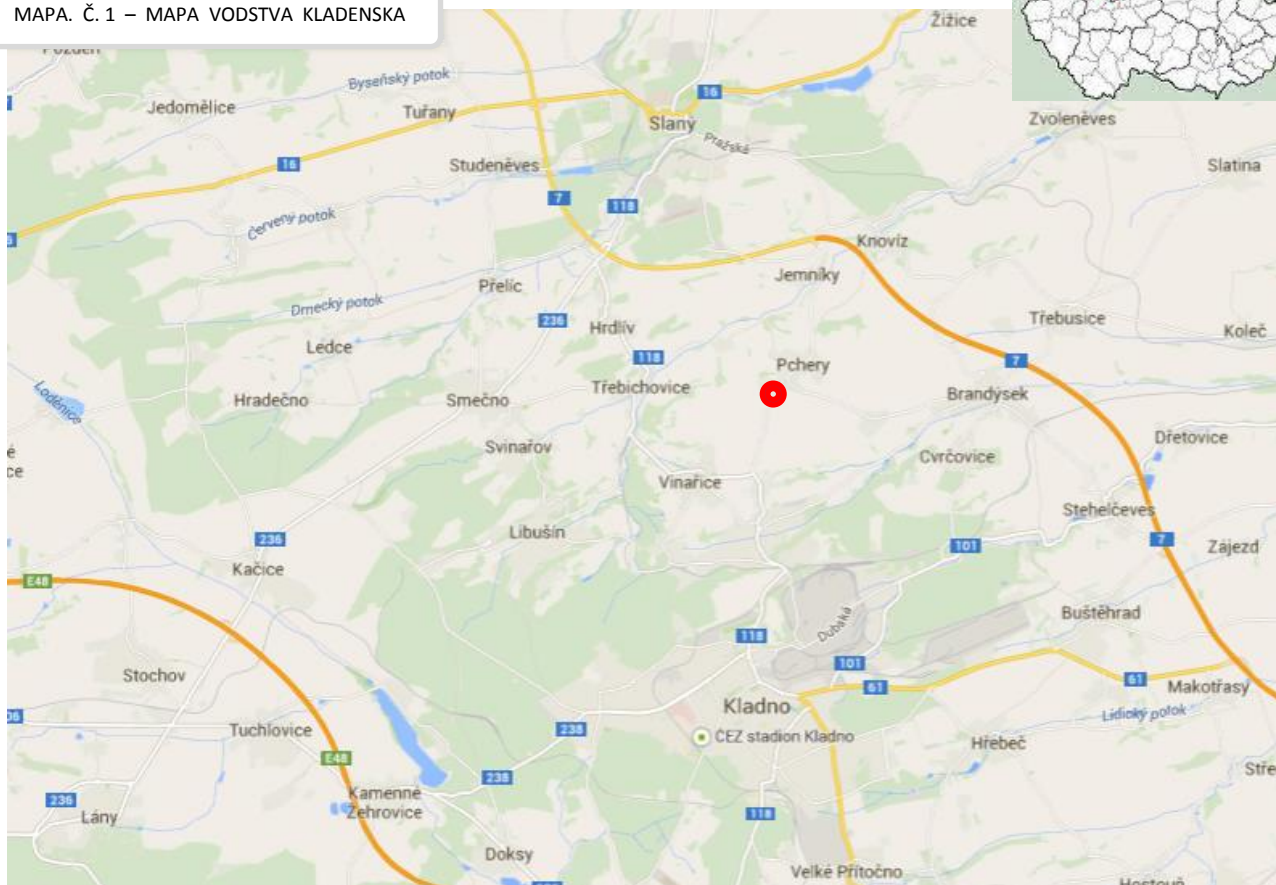 MAPA. Č. 1 – MAPA VODSTVA KLADENSKA
Žižice
Byseňský potok
Jedomělice
Tuřany
16
Slaný
Zvoleněves
Pražská
Studeněves
16
Slatina
7
118
Červený potok
Knovíz
Jemníky
Přelíc
Drnecký potok
236
Hrdlív
Třebusice
Koleč
Ledce
118
7
Pchery
Loděnice
Hradečno
Smečno
Třebichovice
Brandýsek
Dřetovice
Svinařov
Cvrčovice
ce
Vinařice
Stehelčeves
Libušín
236
101
7
Zájezd
Kačice
E48
Buštěhrad
Dubská
118
101
Stochov
61
61
Makotřasy
Kladno
Lidický potok
Tuchlovice
238
ČEZ stadion Kladno
Hřebeč
E48
Stře
238
236
Kamenné
Žehrovice
Lány
118
Doksy
Velké Přítočno